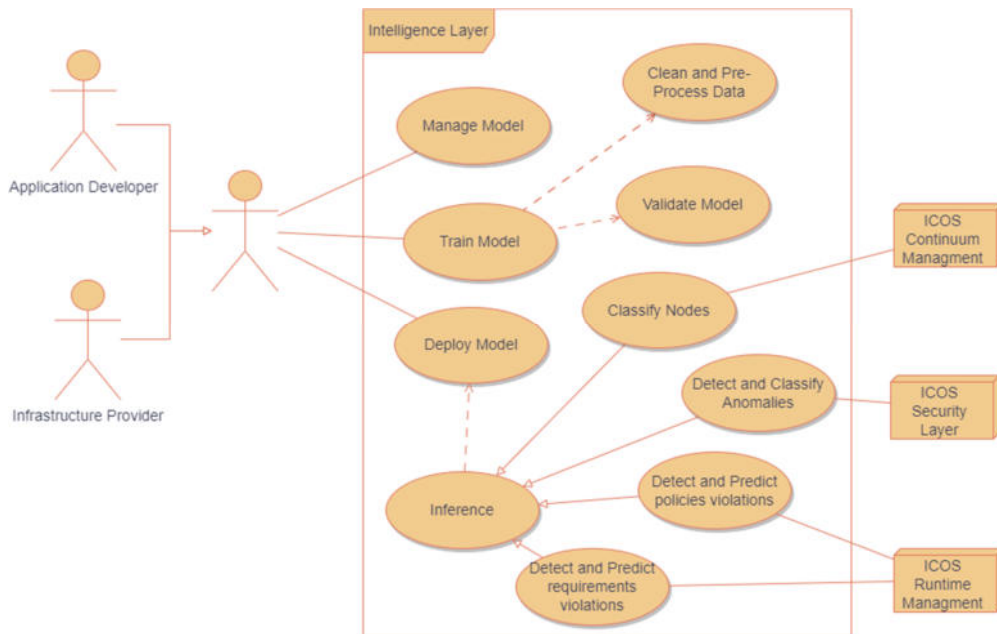 Intelligence Layer
Clean and Pre-
Process Data
Manage Model
Application Developer
Validate Model
Train Model
ICOS
Continuum
Managment
Classify Nodes
Deploy Model
Infrastructure Provider
Detect and Classify
Anomalies
ICOS
Security
Layer
Detect and Predict
policies violations
Inference
Detect and Predict
requirements
violations
ICOS
Runtime
Managment